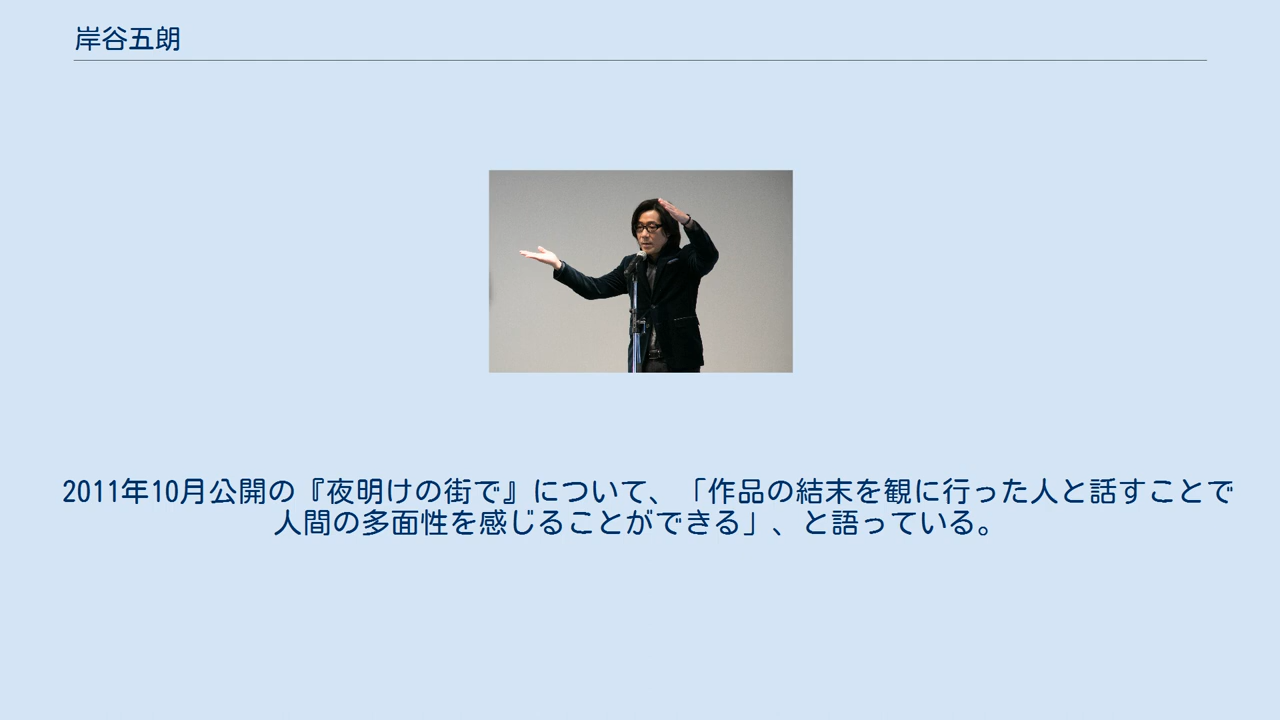 岸谷五朗
2011年10月公開の『夜明けの街で』について、「作品の結末を観に行った人と話すことで
人間の多面性を感じることができる」、と語っている。